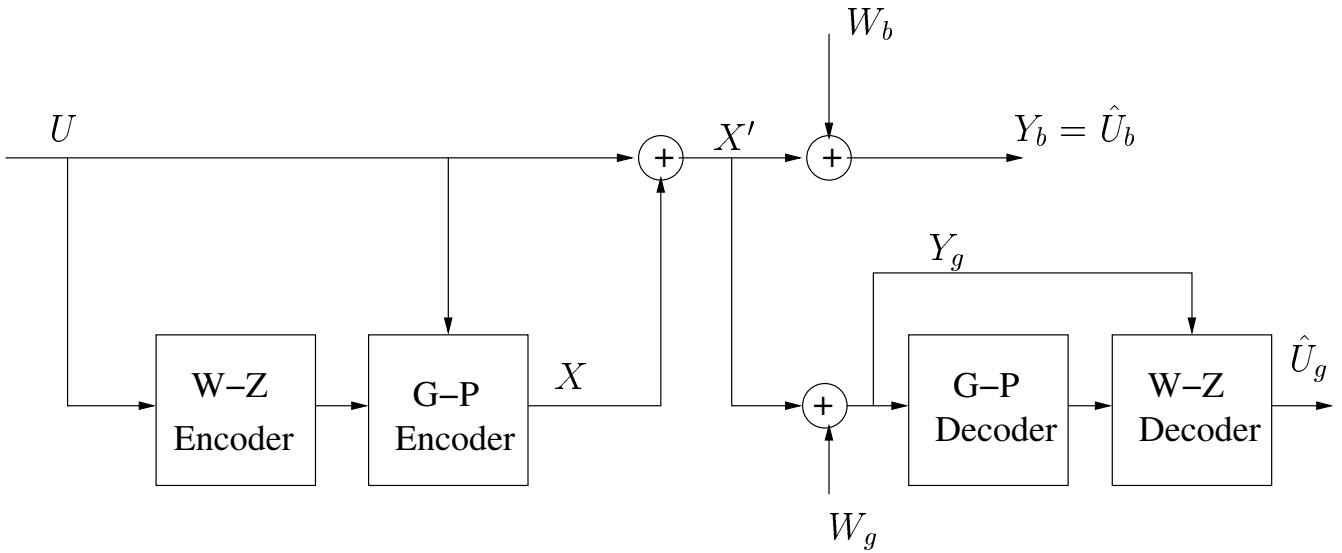 W_b
U
+
X'
+
Y_b = Û_b
Y_g
W–Z
Encoder
G–P
Encoder
X
+
G–P
Decoder
W–Z
Decoder
Û_g
W_g